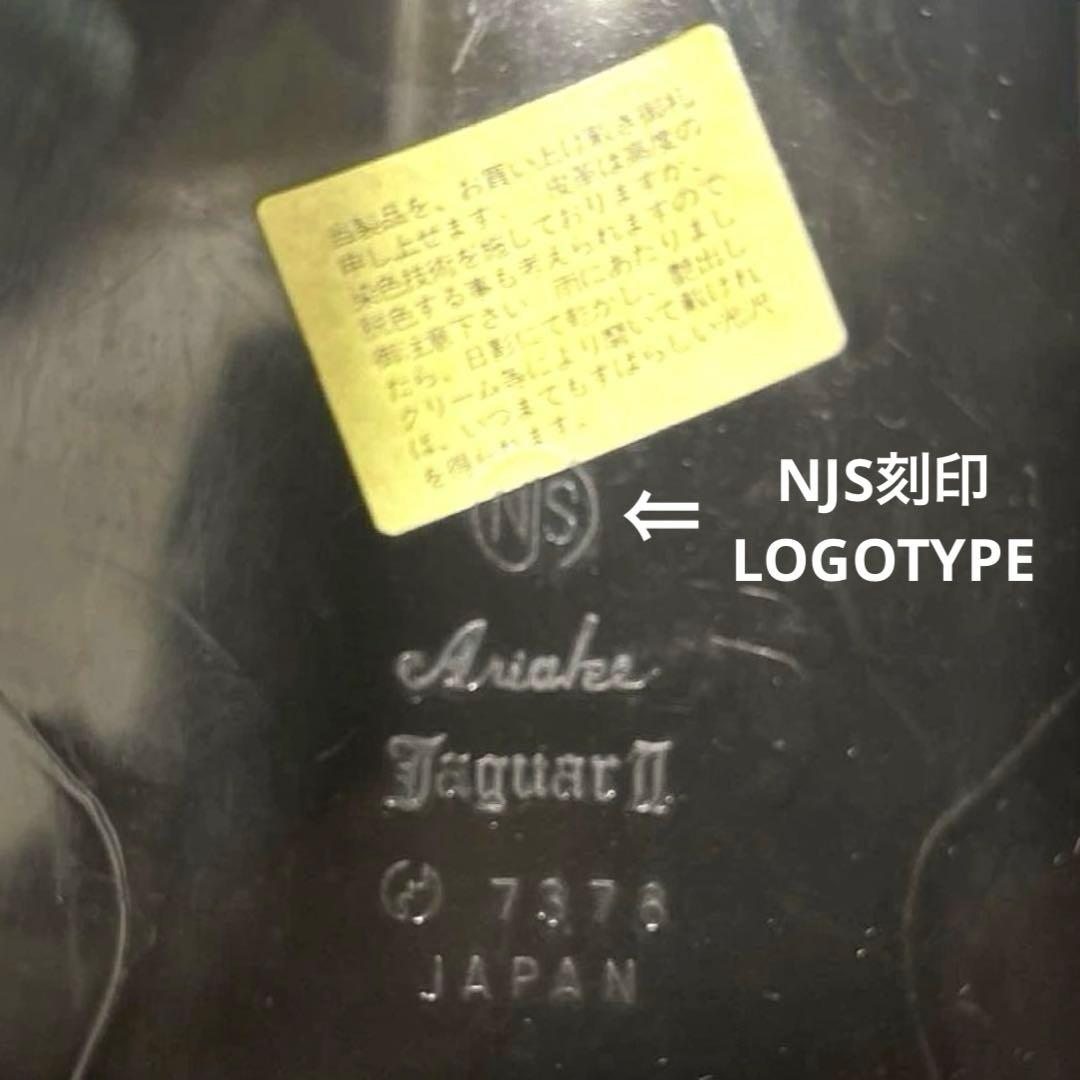 当製品を、お買い上げ戴き御礼
申し上せます。 皮革は高度の
染色技術を施しておりますが、
脱色する事も考えられますので
御注意下さい 雨にあたりまし
たら、日影にて乾かし、艶出し
クリーム等により磨いて戴けれ
ば、いつまでもすばらしい光沢
を得られます。
NJS
NJS刻印
⇐
LOGOTYPE
Ariake
Jaguar II
7378
JAPAN